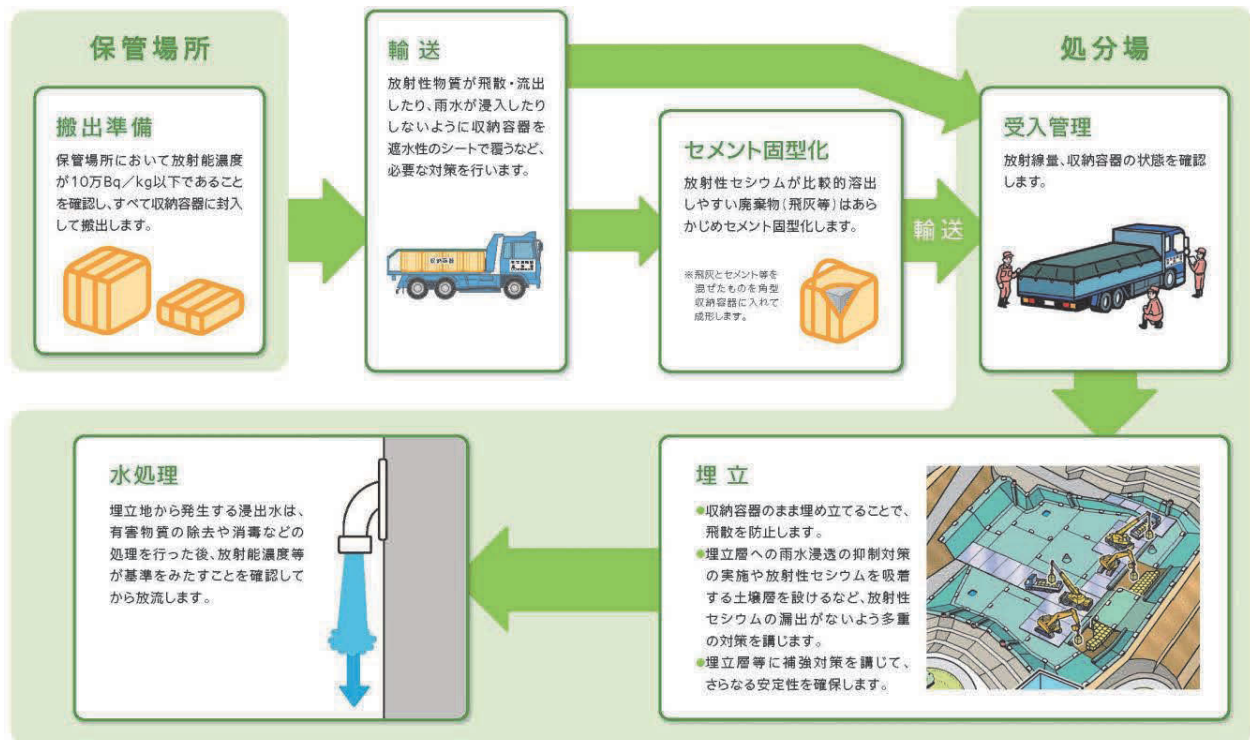 保管場所
搬出準備
保管場所において放射能濃度
が10万Bq／kg以下であること
を確認し、すべて収納容器に封入
して搬出します。
輸送
放射性物質が飛散・流出
したり、雨水が浸入したり
しないように収納容器を
遮水性のシートで覆うなど、
必要な対策を行います。
収納容器
セメント固型化
放射性セシウムが比較的溶出
しやすい廃棄物（飛灰等）はあら
かじめセメント固型化します。
※飛灰とセメント等を
混ぜたものを角型
収納容器に入れて
成形します。
輸送
処分場
受入管理
放射線量、収納容器の状態を確認
します。
埋立
●収納容器のまま埋め立てることで、
飛散を防止します。
●埋立層への雨水浸透の抑制対策
の実施や放射性セシウムを吸着
する土壌層を設けるなど、放射性
セシウムの漏出がないよう多重
の対策を講じます。
●埋立層等に補強対策を講じて、
さらなる安定性を確保します。
水処理
埋立地から発生する浸出水は、
有害物質の除去や消毒などの
処理を行った後、放射能濃度等
が基準をみたすことを確認して
から放流します。